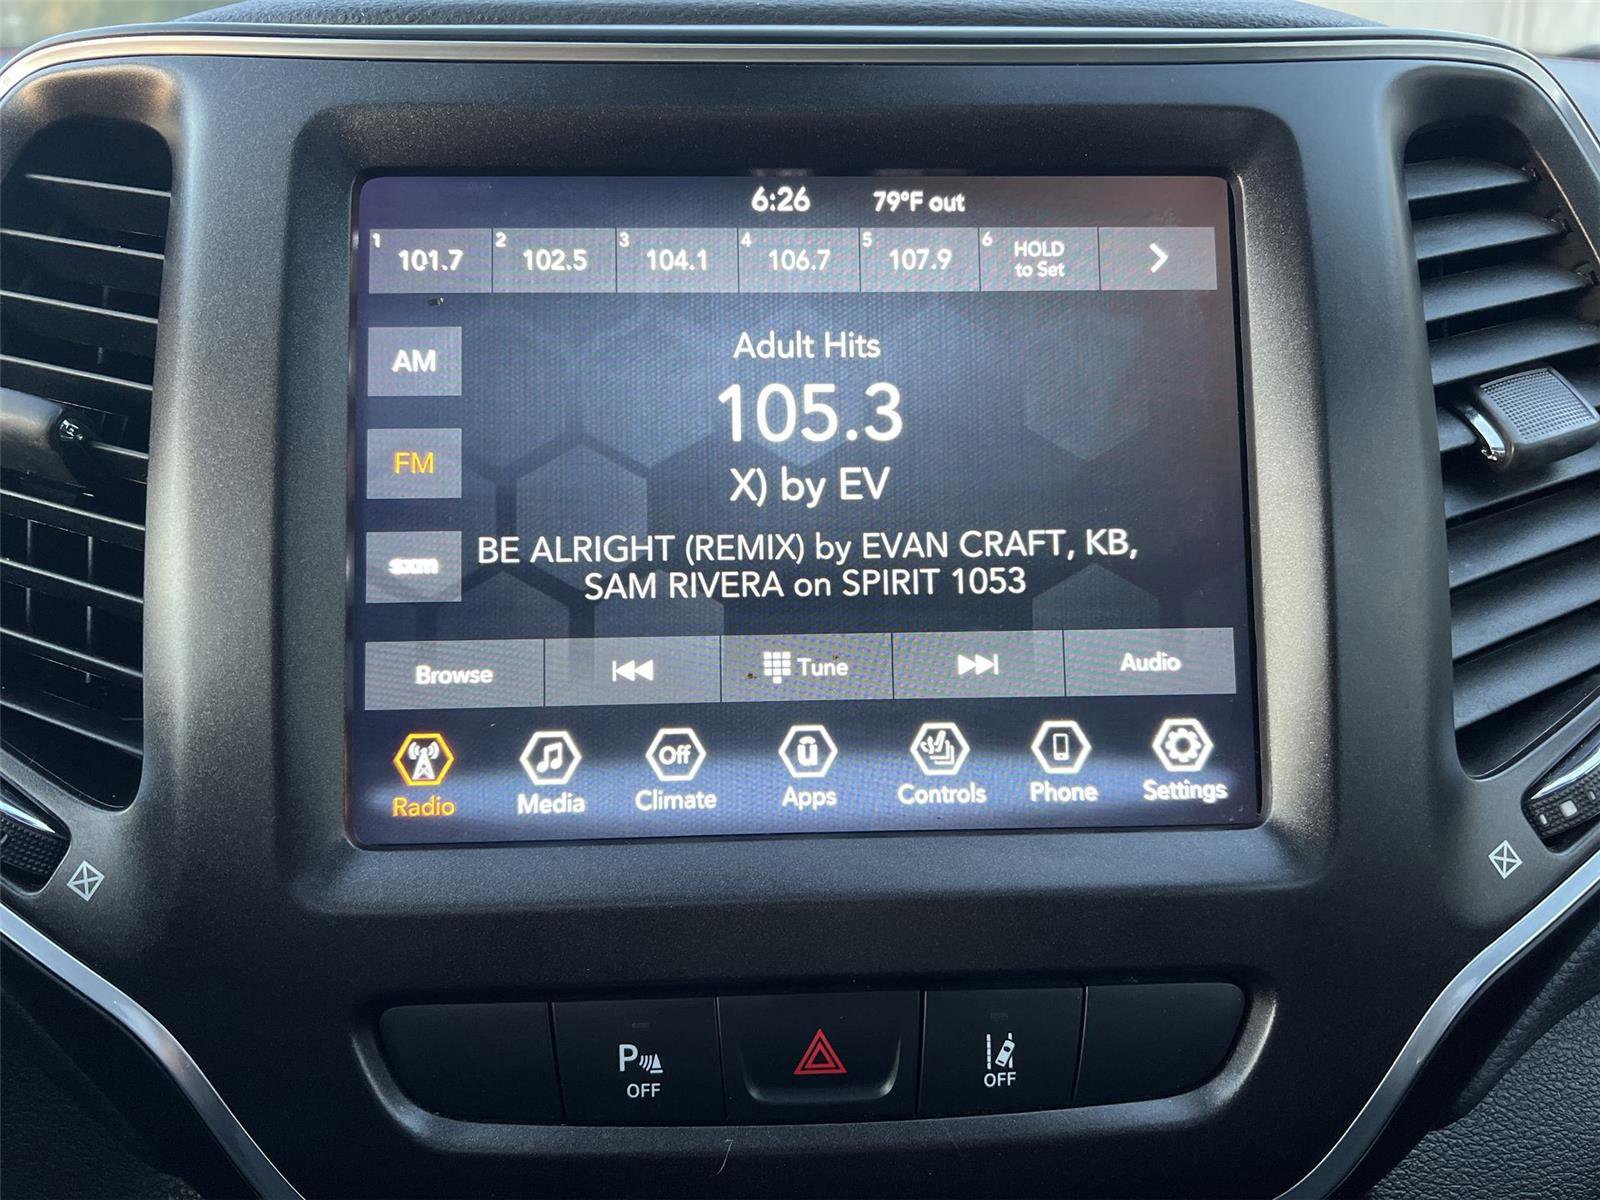 6:26 79°F out
1 101.7 2 102.5 3 104.1 4 106.7 5 107.9 6 HOLD to Set
AM
Adult Hits
105.3
FM
X) by EV
BE ALRIGHT (REMIX) by EVAN CRAFT, KB,
sxm
SAM RIVERA on SPIRIT 1053
Browse Tune Audio
Off
Radio Media Climate Apps Controls Phone Settings
P
OFF OFF